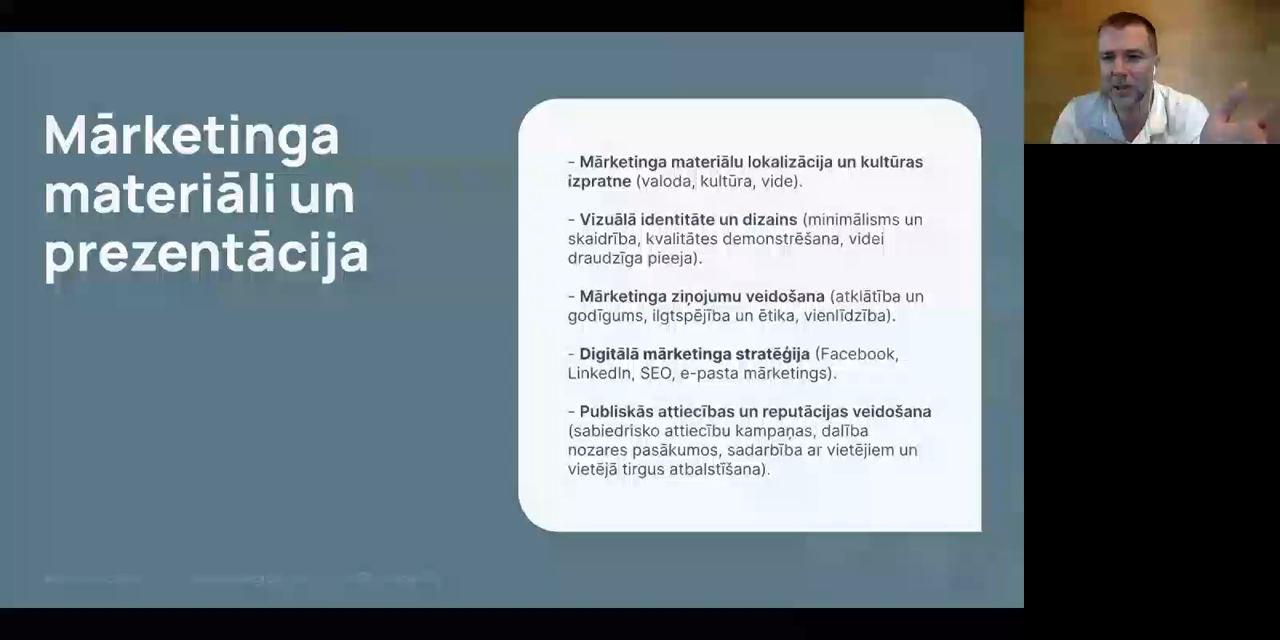 Mārketinga
materiāli un
prezentācija
- Mārketinga materiālu lokalizācija un kultūras
izpratne (valoda, kultūra, vide).
- Vizuālā identitāte un dizains (minimālisms un
skaidrība, kvalitātes demonstrēšana, videi
draudzīga pieeja).
- Mārketinga ziņojumu veidošana (atklātība un
godīgums, ilgtspējība un ētika, vienlīdzība).
- Digitālā mārketinga stratēģija (Facebook,
LinkedIn, SEO, e-pasta mārketings).
- Publiskās attiecības un reputācijas veidošana
(sabiedrisko attiecību kampaņas, dalība
nozares pasākumos, sadarbība ar vietējiem un
vietējā tirgus atbalstīšana).